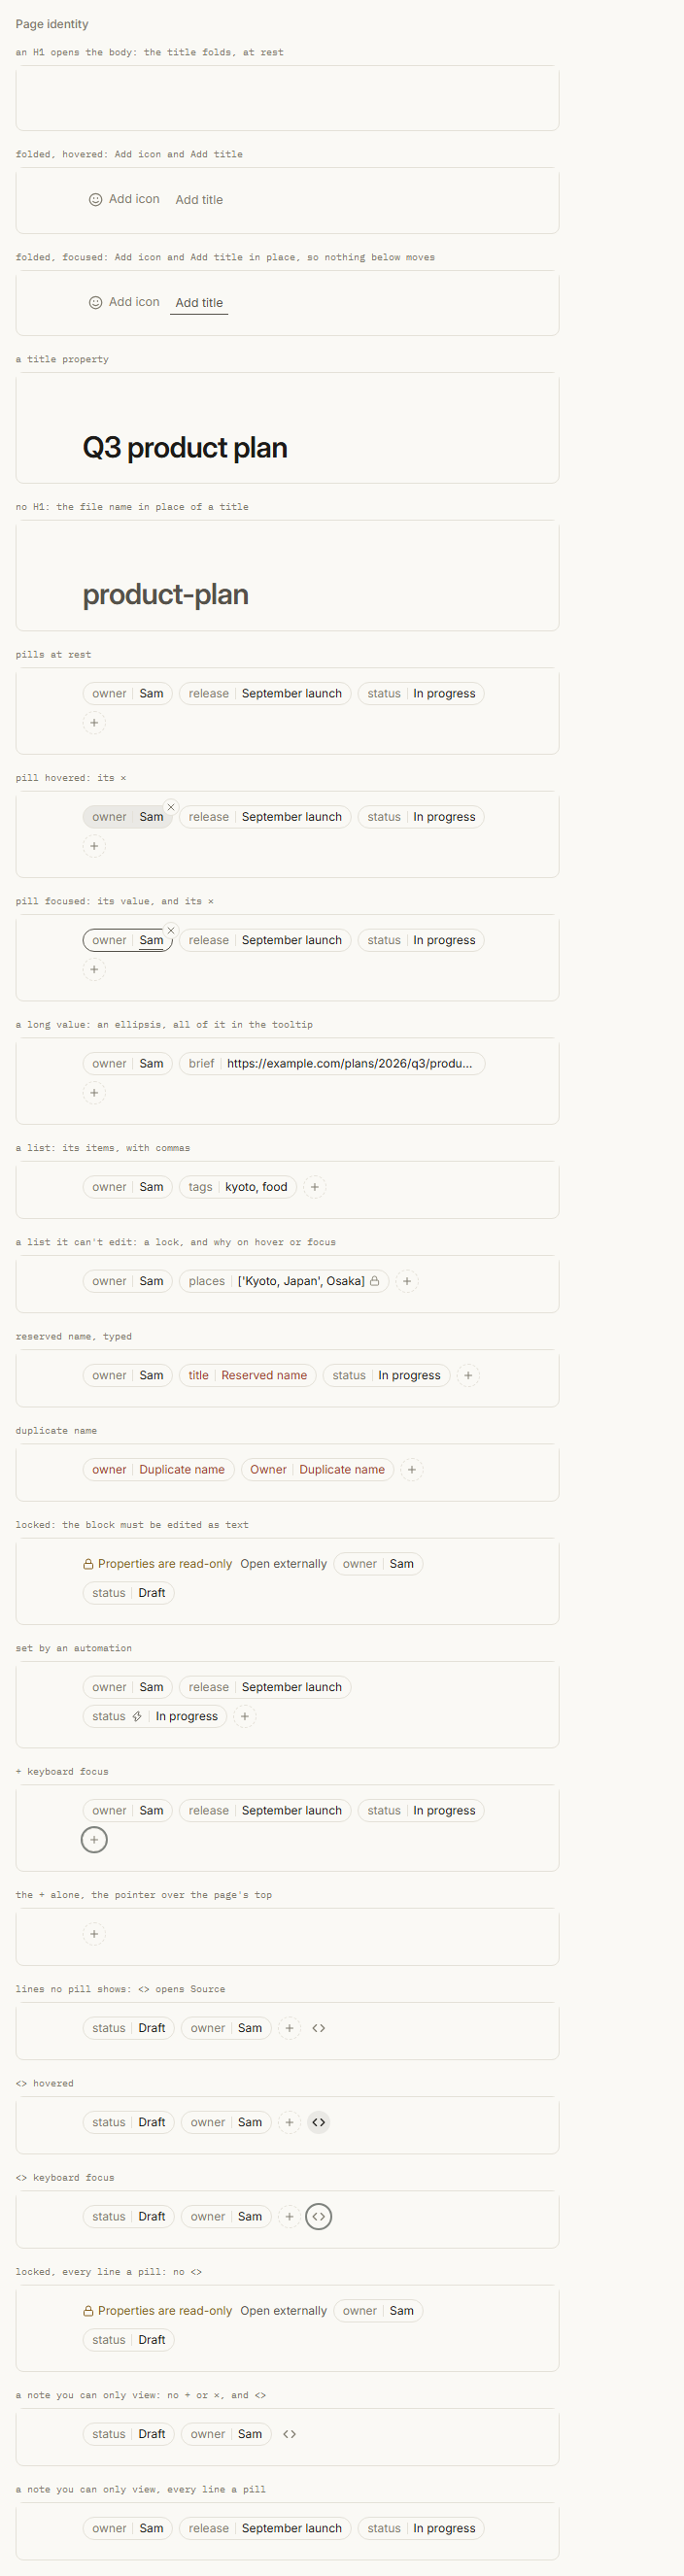 Page identity
an H1 opens the body: the title folds, at rest
folded, hovered: Add icon and Add title
Add icon Add title
folded, focused: Add icon and Add title in place, so nothing below moves
Add icon Add title
a title property
Q3 product plan
no H1: the file name in place of a title
product-plan
pills at rest
owner Sam release September launch status In progress
+
pill hovered: its ×
owner Sam × release September launch status In progress
+
pill focused: its value, and its ×
owner Sam × release September launch status In progress
+
a long value: an ellipsis, all of it in the tooltip
owner Sam brief https://example.com/plans/2026/q3/produ...
+
a list: its items, with commas
owner Sam tags kyoto, food +
a list it can't edit: a lock, and why on hover or focus
owner Sam places ['Kyoto, Japan', Osaka] +
reserved name, typed
owner Sam title Reserved name status In progress +
duplicate name
owner Duplicate name Owner Duplicate name +
locked: the block must be edited as text
Properties are read-only Open externally owner Sam
status Draft
set by an automation
owner Sam release September launch
status In progress +
+ keyboard focus
owner Sam release September launch status In progress
+
the + alone, the pointer over the page's top
+
lines no pill shows: <> opens Source
status Draft owner Sam + <>
<> hovered
status Draft owner Sam + <>
<> keyboard focus
status Draft owner Sam + <>
locked, every line a pill: no <>
Properties are read-only Open externally owner Sam
status Draft
a note you can only view: no + or ×, and <>
status Draft owner Sam <>
a note you can only view, every line a pill
owner Sam release September launch status In progress